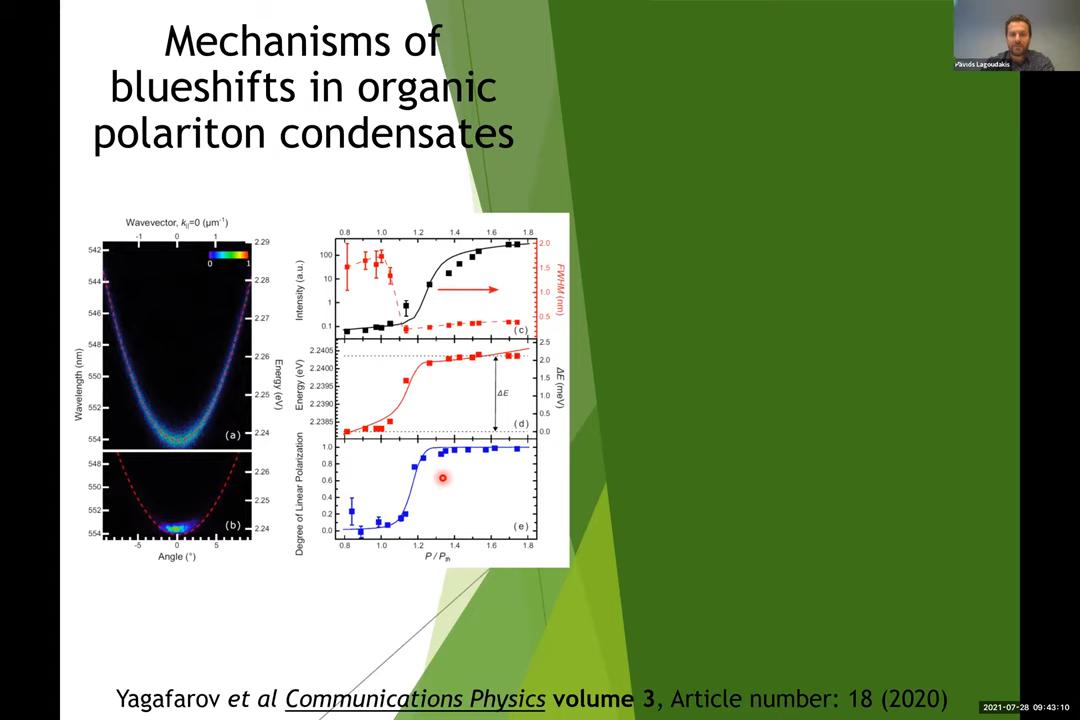 Mechanisms of
blueshifts in organic
polariton condensates
Pavlos Lagoudakis
Wavevector, k||=0 (μm-1)
-1 0 1
542
544
546
548
550
552
554
Wavelength (nm)
2.29
2.28
2.27
2.26
2.25
2.24
Energy (eV)
0 1
(a)
548
550
552
554
2.26
2.25
2.24
(b)
-5 0 5
Angle (°)
0.8 1.0 1.2 1.4 1.6 1.8
100
10
1
0.1
Intensity (a.u.)
2.0
1.5
1.0
0.5
FWHM (nm)
(c)
2.2405
2.2400
2.2395
2.2390
2.2385
Energy (eV)
2.5
2.0
1.5
1.0
0.5
0.0
ΔE (meV)
ΔE
(d)
1.0
0.8
0.6
0.4
0.2
0.0
Degree of Linear Polarization
(e)
0.8 1.0 1.2 1.4 1.6 1.8
P / Pth
Yagafarov et al Communications Physics volume 3, Article number: 18 (2020)
2021-07-28 09:43:10